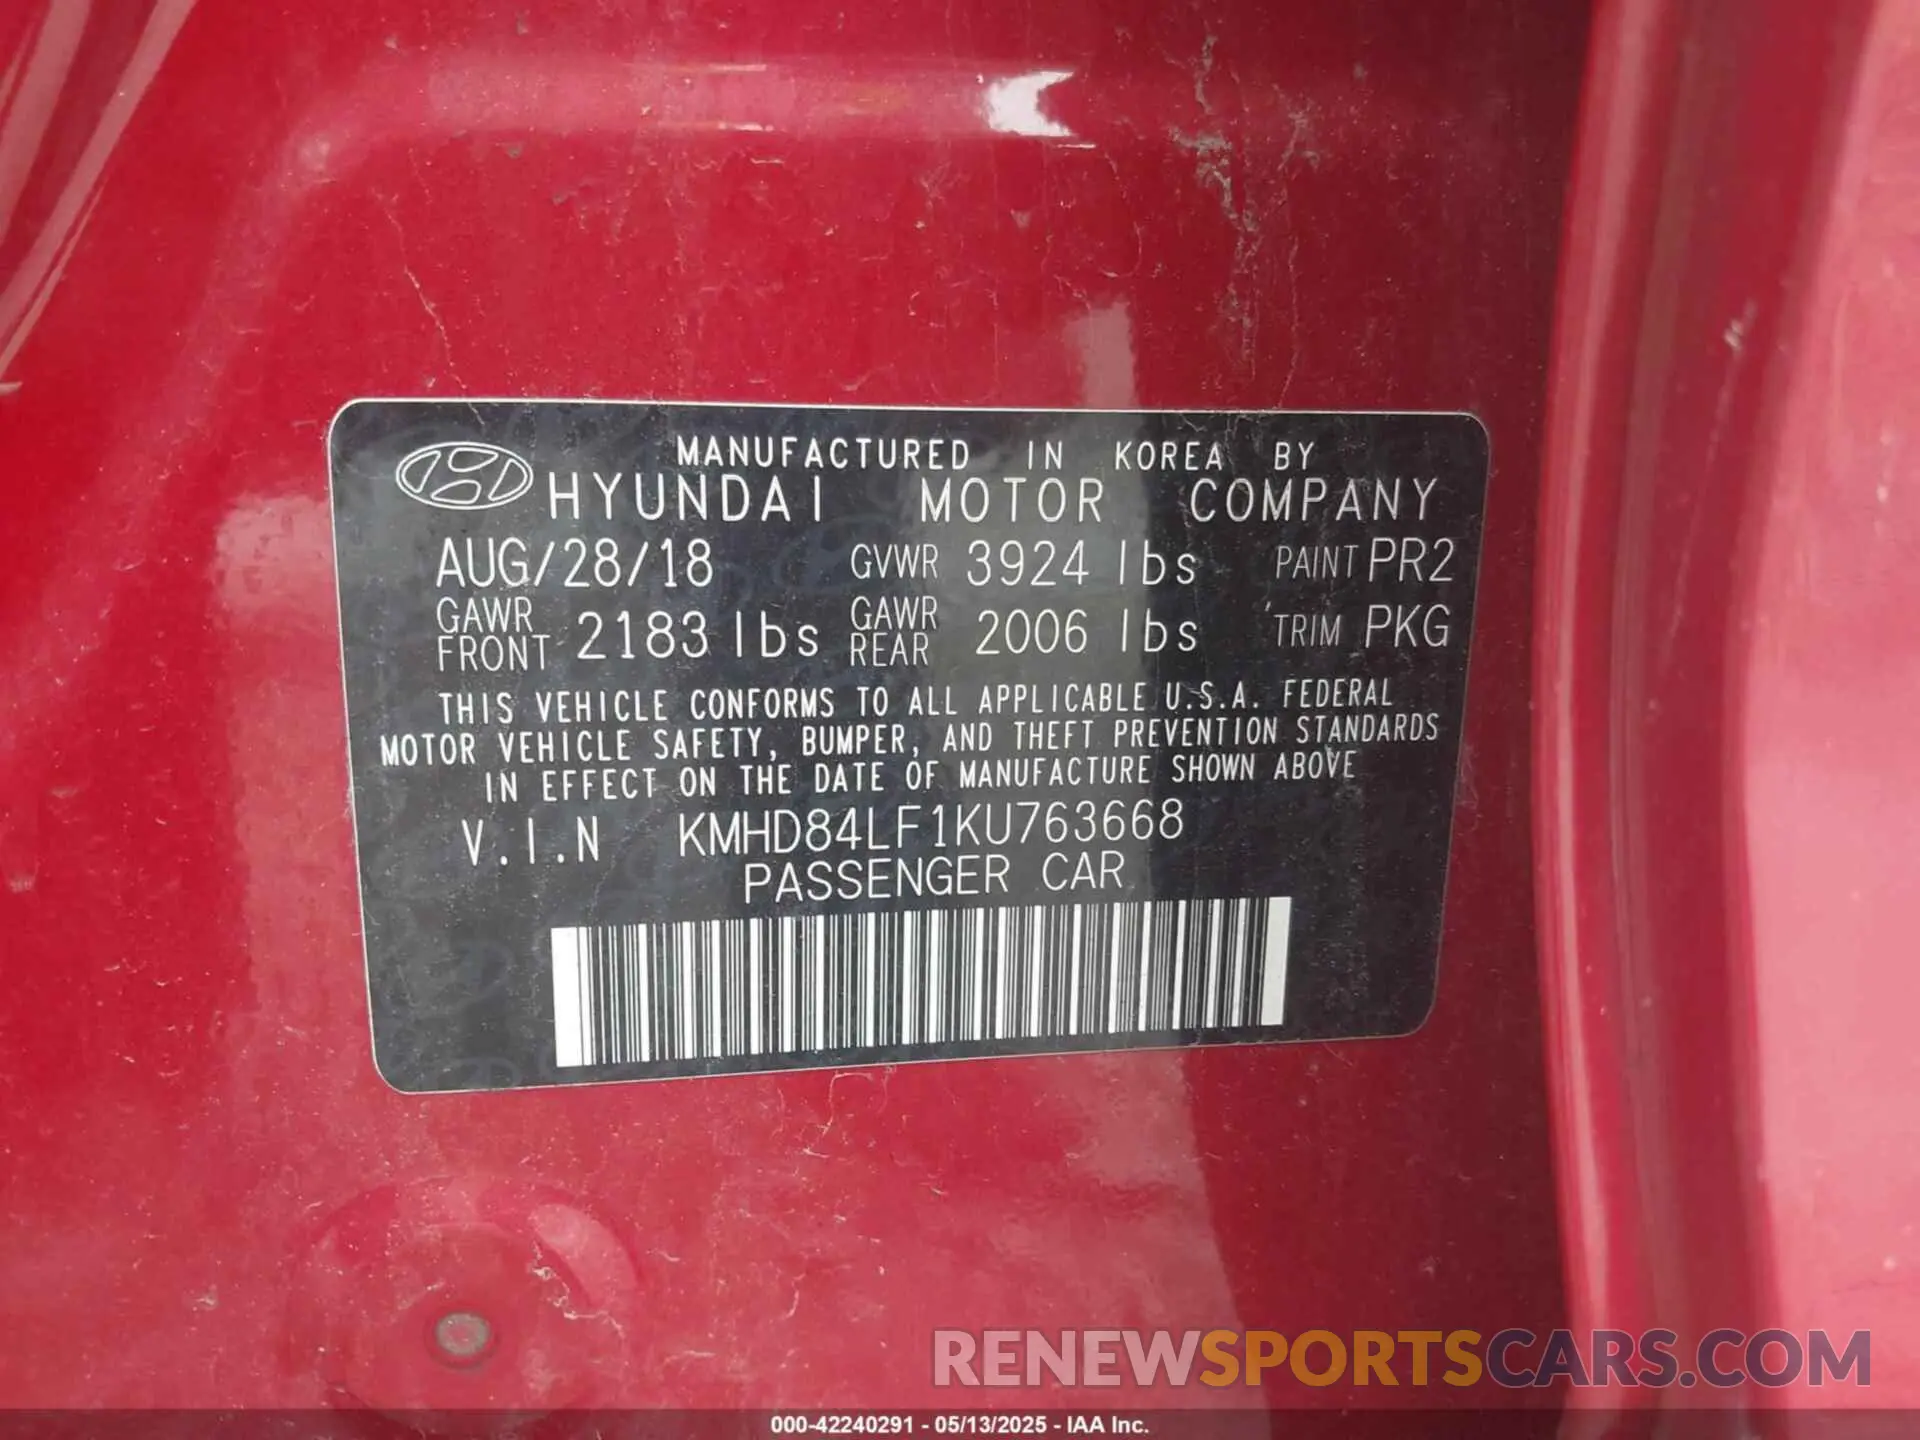 MANUFACTURED IN KOREA BY
HYUNDAI MOTOR COMPANY
AUG/28/18 GVWR 3924 lbs PAINT PR2
GAWR FRONT 2183 lbs GAWR REAR 2006 lbs TRIM PKG
THIS VEHICLE CONFORMS TO ALL APPLICABLE U.S.A. FEDERAL
MOTOR VEHICLE SAFETY, BUMPER, AND THEFT PREVENTION STANDARDS
IN EFFECT ON THE DATE OF MANUFACTURE SHOWN ABOVE
V.I.N KMHD84LF1KU763668
PASSENGER CAR
RENEWSPORTSCARS.COM
000-42240291 - 05/13/2025 - IAA Inc.